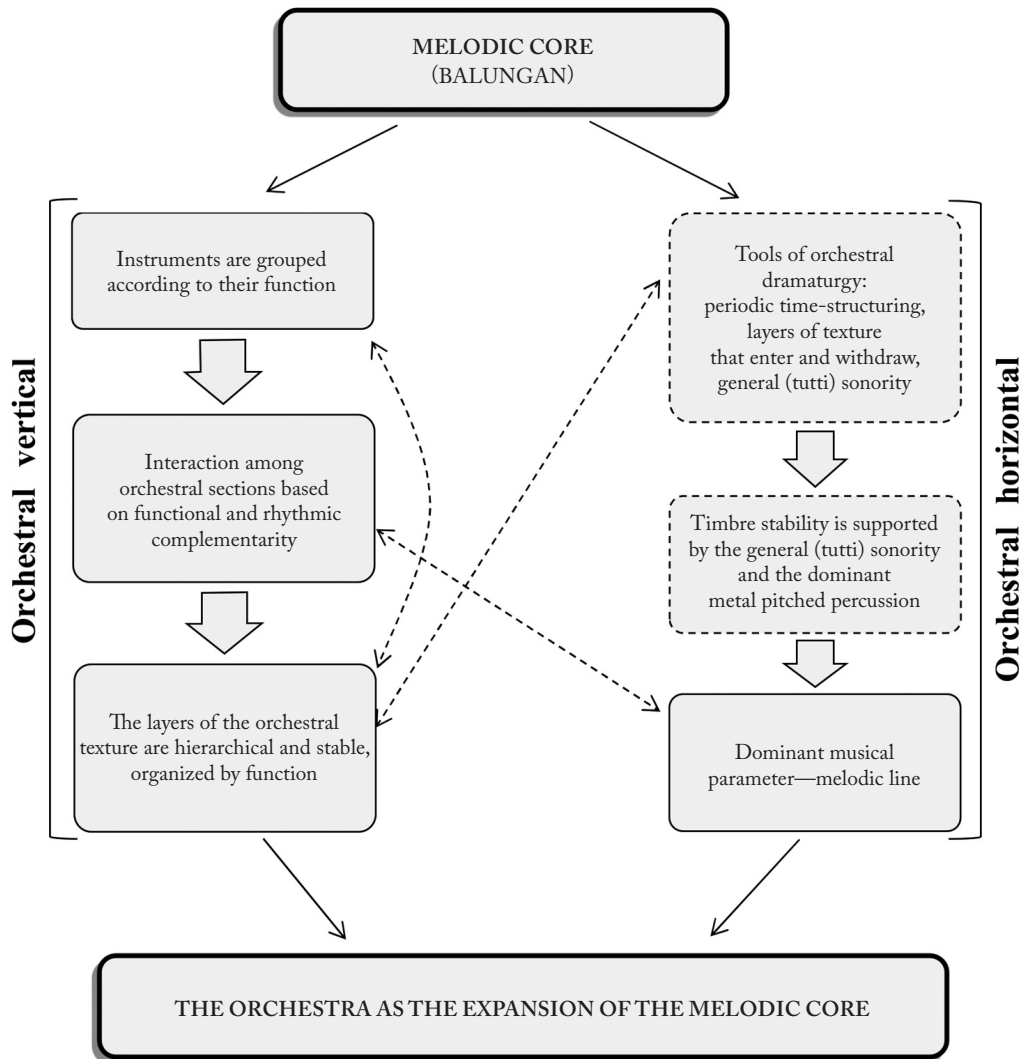 MELODIC CORE
(BALUNGAN)
Orchestral vertical
Instruments are grouped
according to their function
Interaction among
orchestral sections based
on functional and rhythmic
complementarity
The layers of the orchestral
texture are hierarchical and stable,
organized by function
Tools of orchestral
dramaturgy:
periodic time-structuring,
layers of texture
that enter and withdraw,
general (tutti) sonority
Timbre stability is supported
by the general (tutti) sonority
and the dominant
metal pitched percussion
Dominant musical
parameter—melodic line
Orchestral horizontal
THE ORCHESTRA AS THE EXPANSION OF THE MELODIC CORE